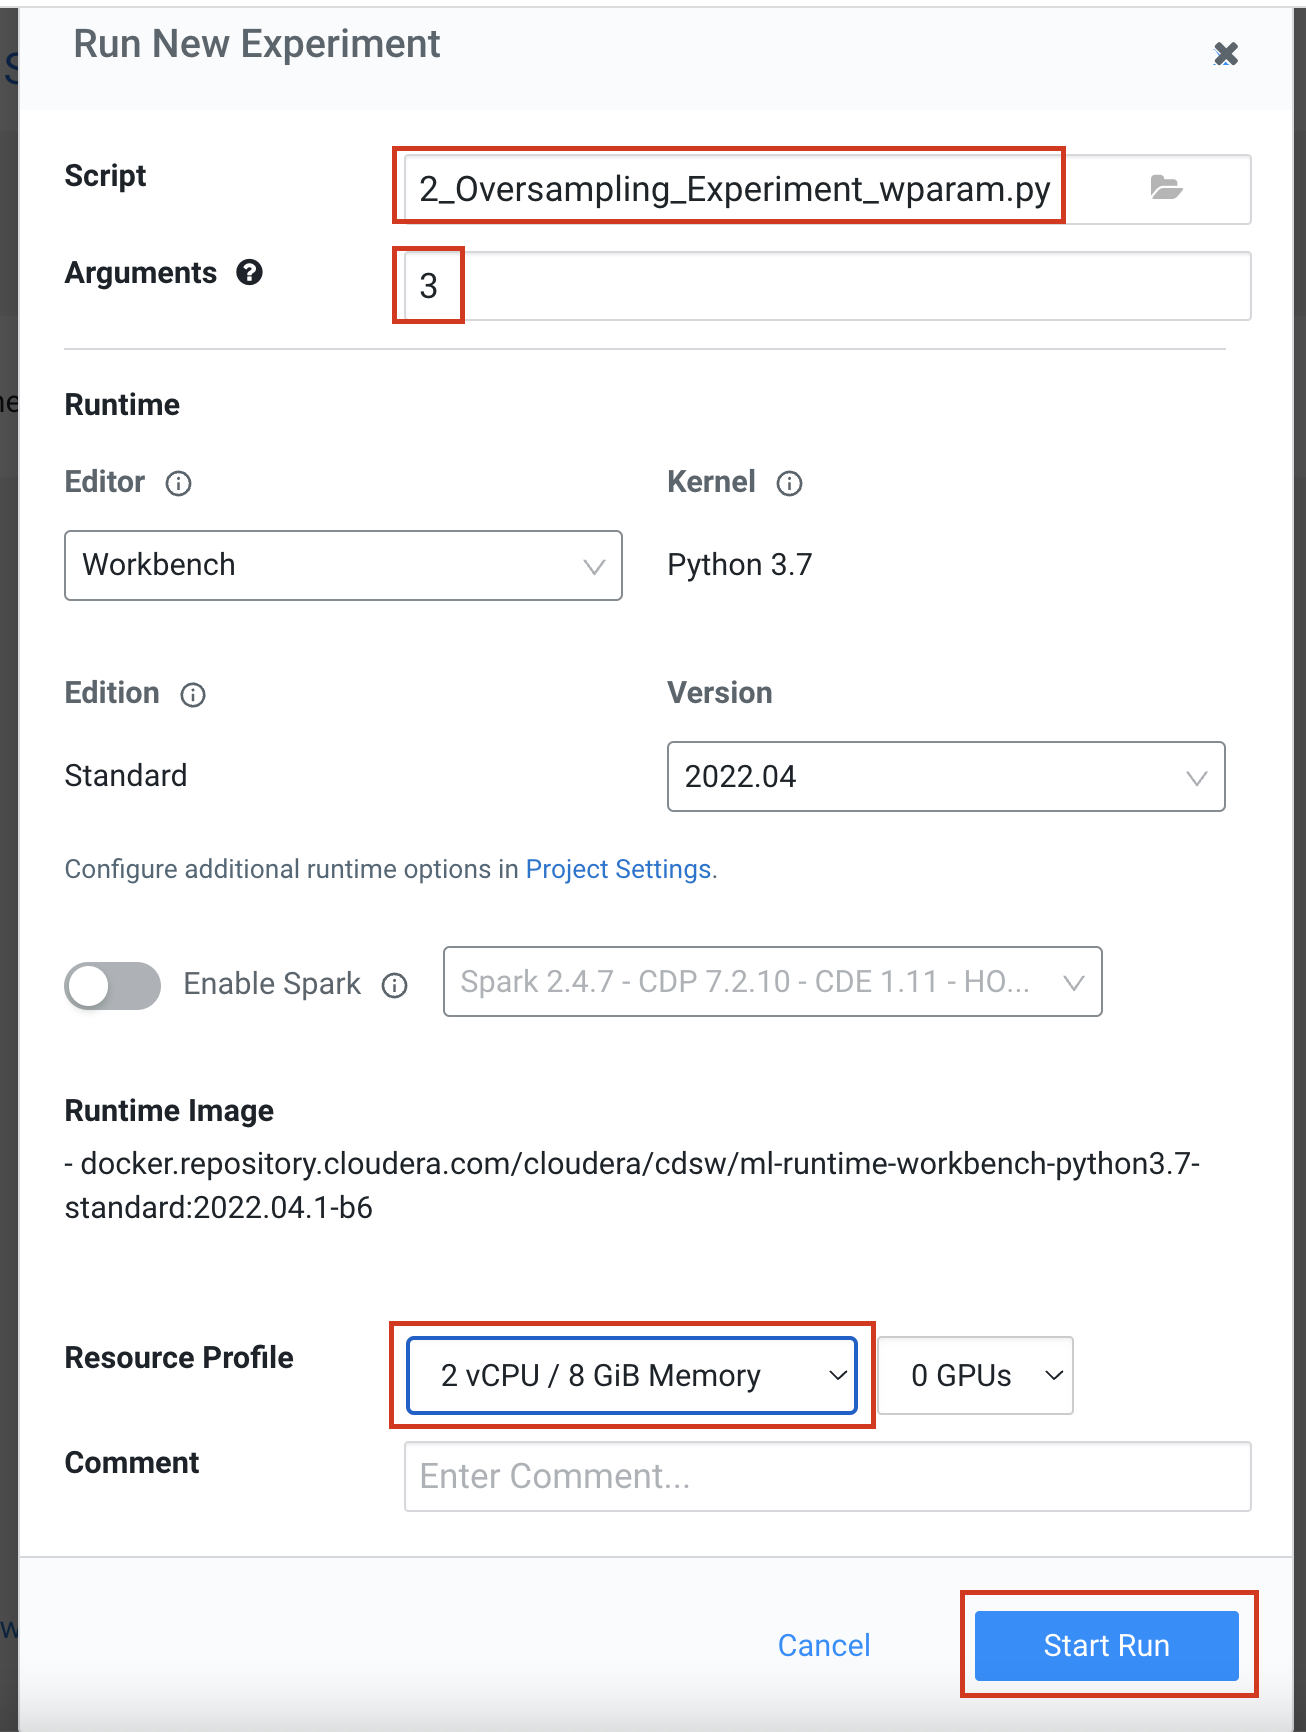 Run New Experiment
Script
2_Oversampling_Experiment_wparam.py
Arguments
3
Runtime
Editor
Kernel
Workbench
Python 3.7
Edition
Version
Standard
2022.04
Configure additional runtime options in Project Settings.
Enable Spark
Spark 2.4.7 - CDP 7.2.10 - CDE 1.11 - HO...
Runtime Image
- docker.repository.cloudera.com/cloudera/cdsw/ml-runtime-workbench-python3.7-
standard:2022.04.1-b6
Resource Profile
2 vCPU / 8 GiB Memory
0 GPUs
Comment
Enter Comment...
Cancel
Start Run